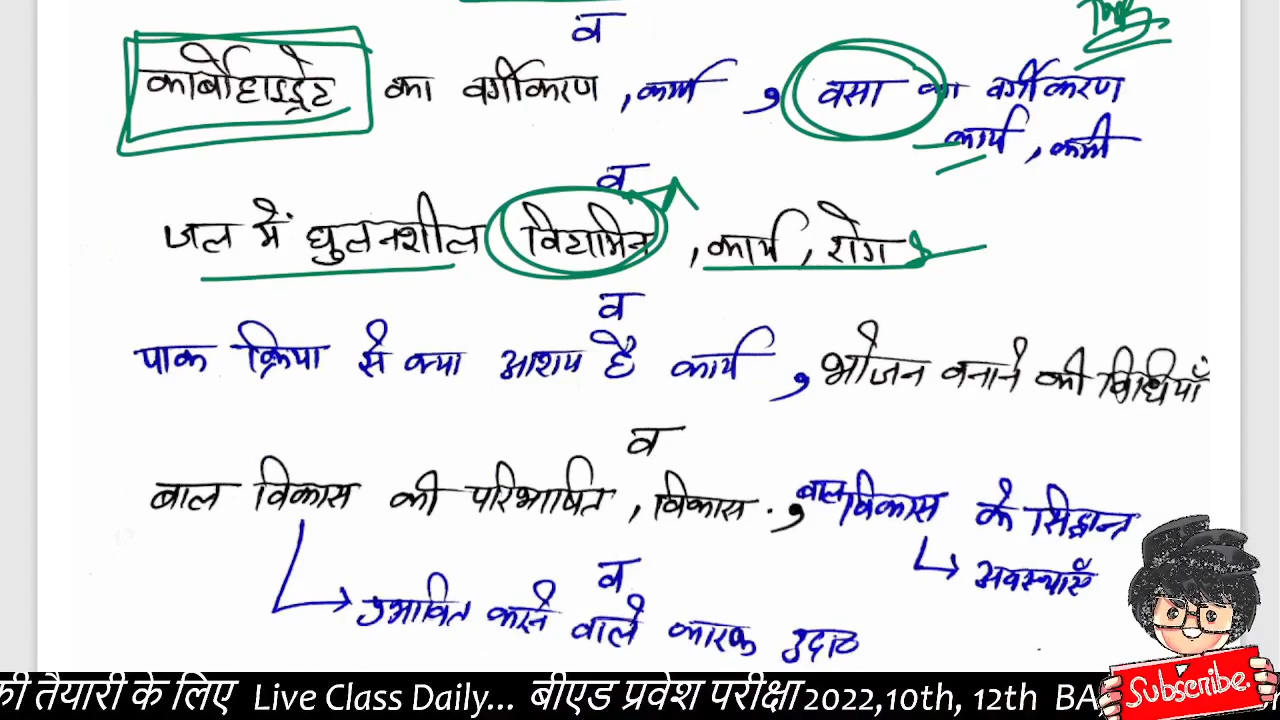 व
कार्बोहाइड्रेट का वर्गीकरण , कार्य , वसा का वर्गीकरण
कार्य , कमी
व
जल में घुलनशील विटामिन , कार्य , रोग
व
पाक क्रिया से क्या आशय है कार्य , भोजन बनाने की विधियाँ
व
बाल विकास की परिभाषित , विकास . , बाल विकास के सिद्धान्त
अवस्थाएँ
व
प्रभावित करने वाले कारक
की तैयारी के लिए Live Class Daily... बीएड प्रवेश परीक्षा 2022,10th, 12th BA
Subscribe.